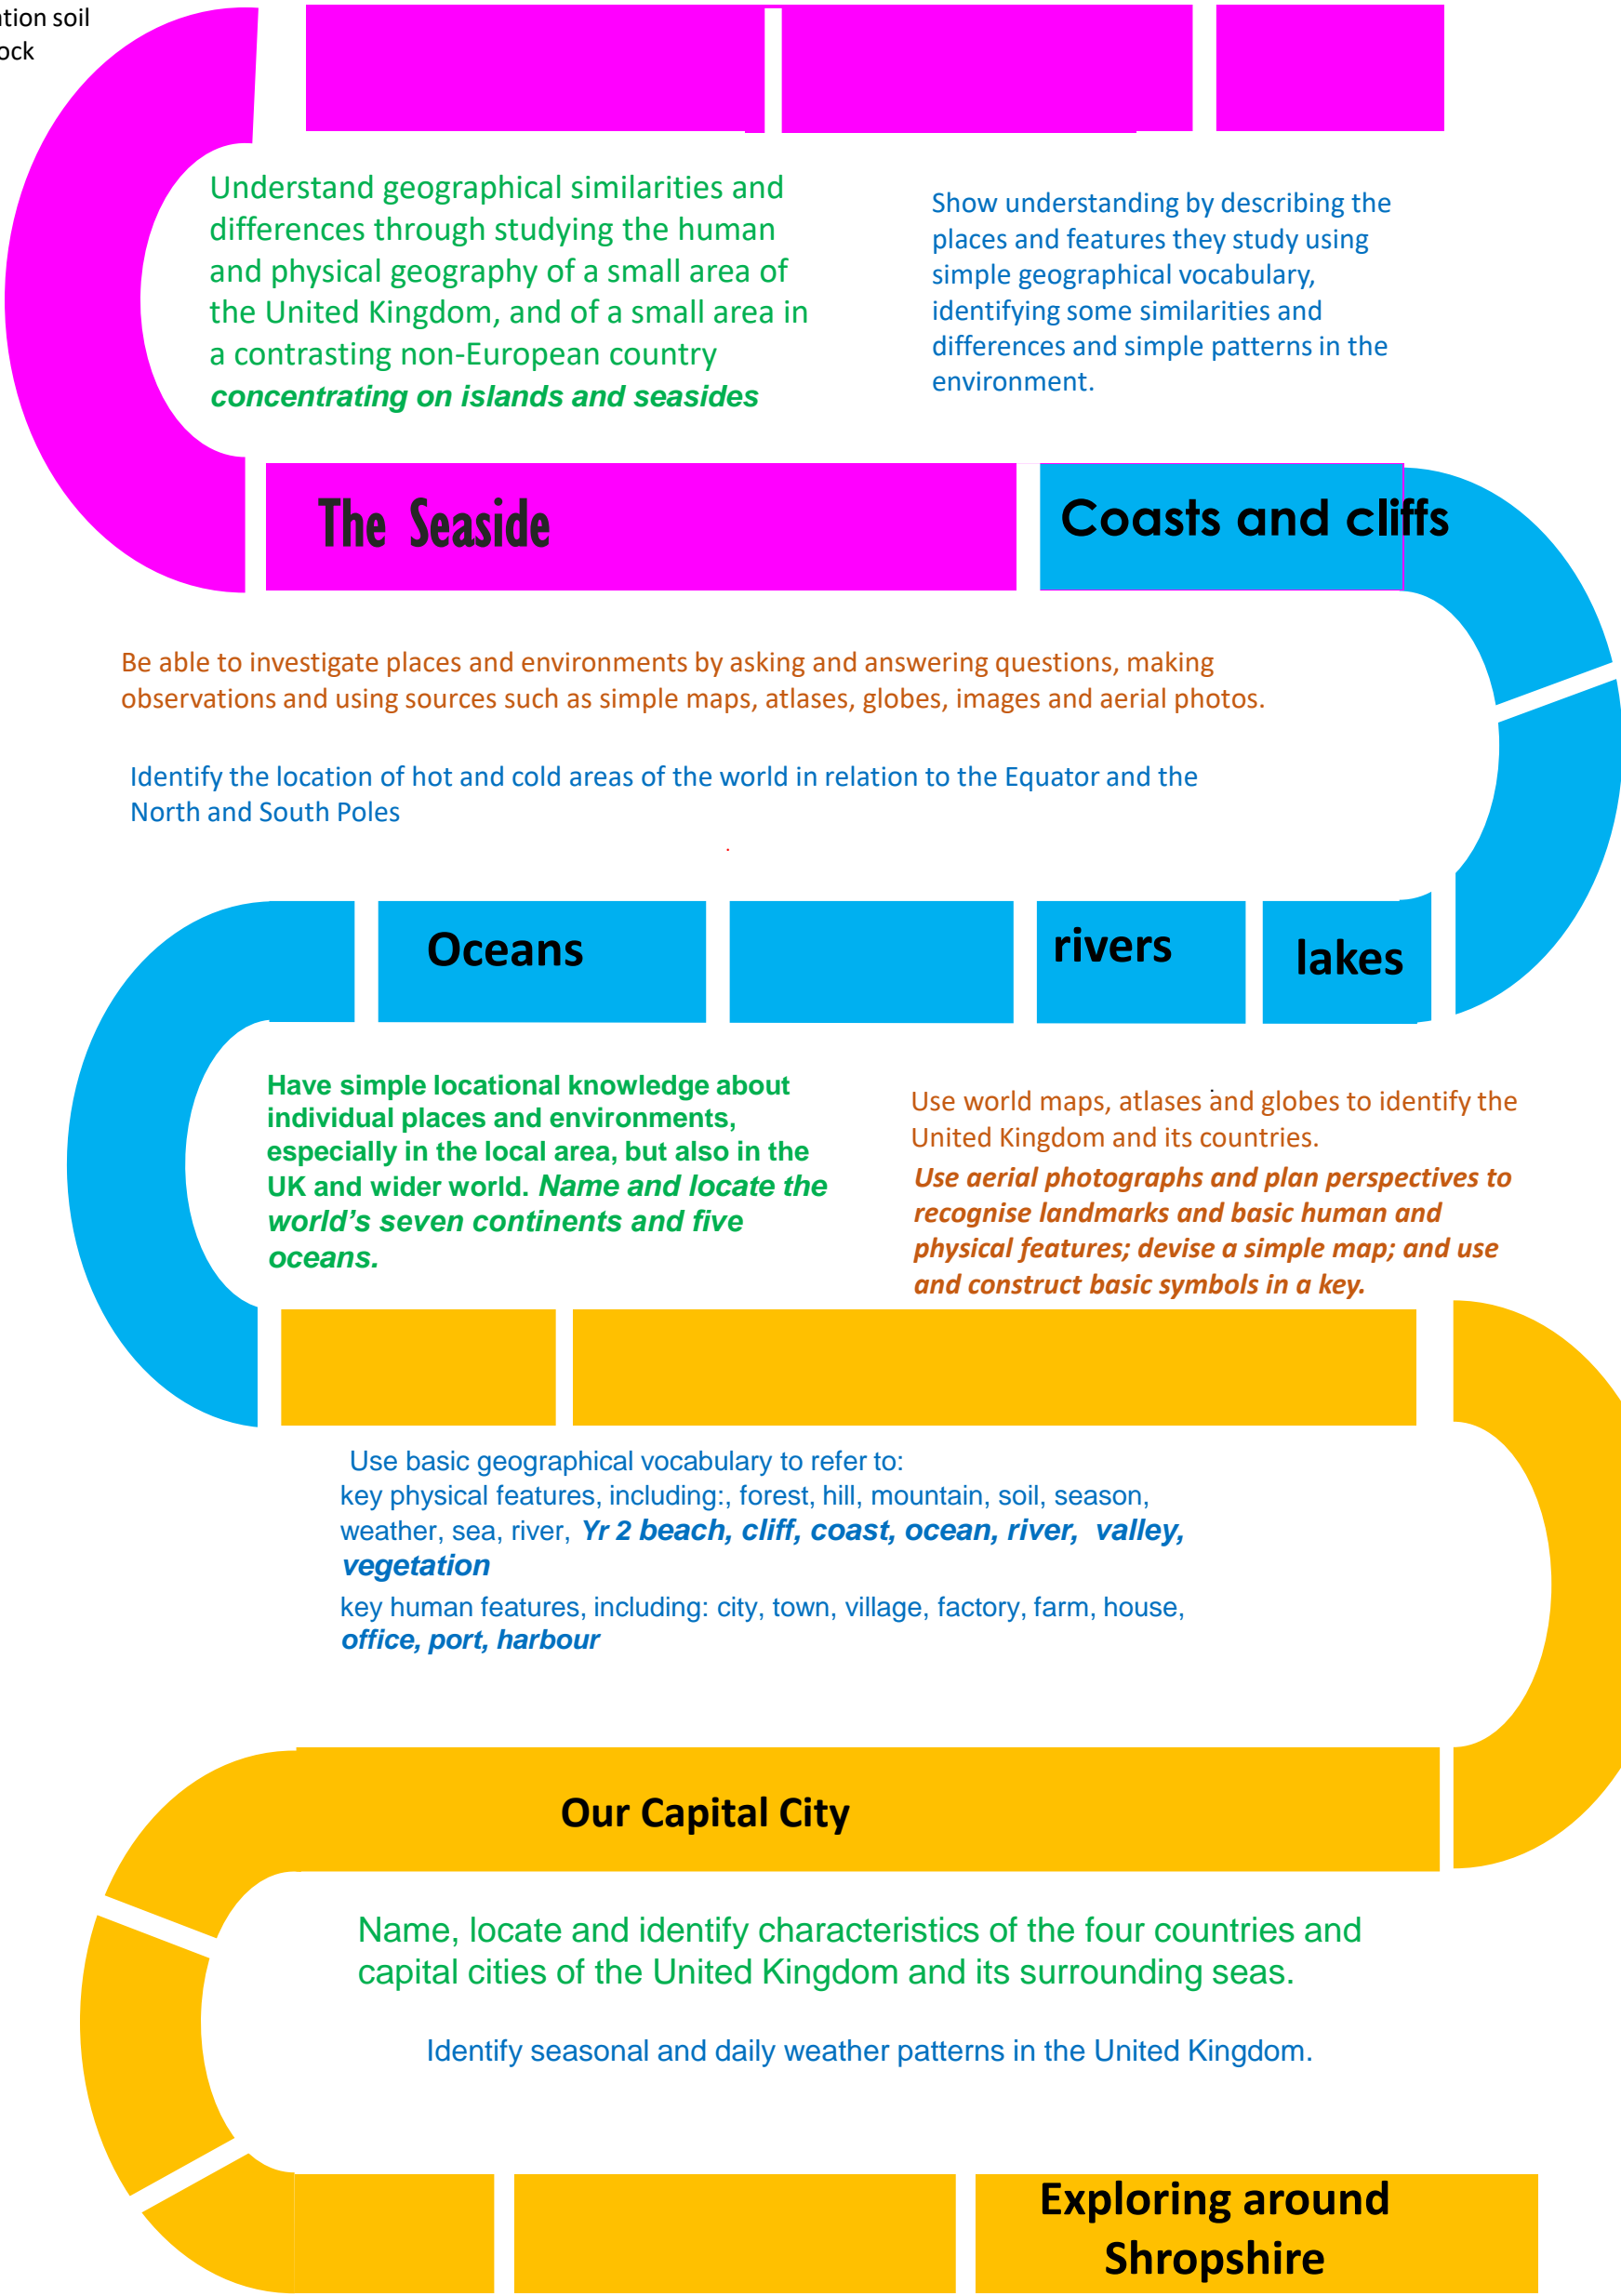 soil
Understand geographical similarities and
differences through studying the human
and physical geography of a small area of
the United Kingdom, and of a small area in
a contrasting non-European country
concentrating on islands and seasides
Show understanding by describing the
places and features they study using
simple geographical vocabulary,
identifying some similarities and
differences and simple patterns in the
environment.
The Seaside
Coasts and cliffs
Be able to investigate places and environments by asking and answering questions, making
observations and using sources such as simple maps, atlases, globes, images and aerial photos.
Identify the location of hot and cold areas of the world in relation to the Equator and the
North and South Poles
Oceans
rivers
lakes
Have simple locational knowledge about
individual places and environments,
especially in the local area, but also in the
UK and wider world. Name and locate the
world's seven continents and five
oceans.
Use world maps, atlases and globes to identify the
United Kingdom and its countries.
Use aerial photographs and plan perspectives to
recognise landmarks and basic human and
physical features; devise a simple map; and use
and construct basic symbols in a key.
Use basic geographical vocabulary to refer to:
key physical features, including:, forest, hill, mountain, soil, season,
weather, sea, river, Yr 2 beach, cliff, coast, ocean, river, valley,
vegetation
key human features, including: city, town, village, factory, farm, house,
office, port, harbour
Our Capital City
Name, locate and identify characteristics of the four countries and
capital cities of the United Kingdom and its surrounding seas.
Identify seasonal and daily weather patterns in the United Kingdom.
Exploring around
Shropshire